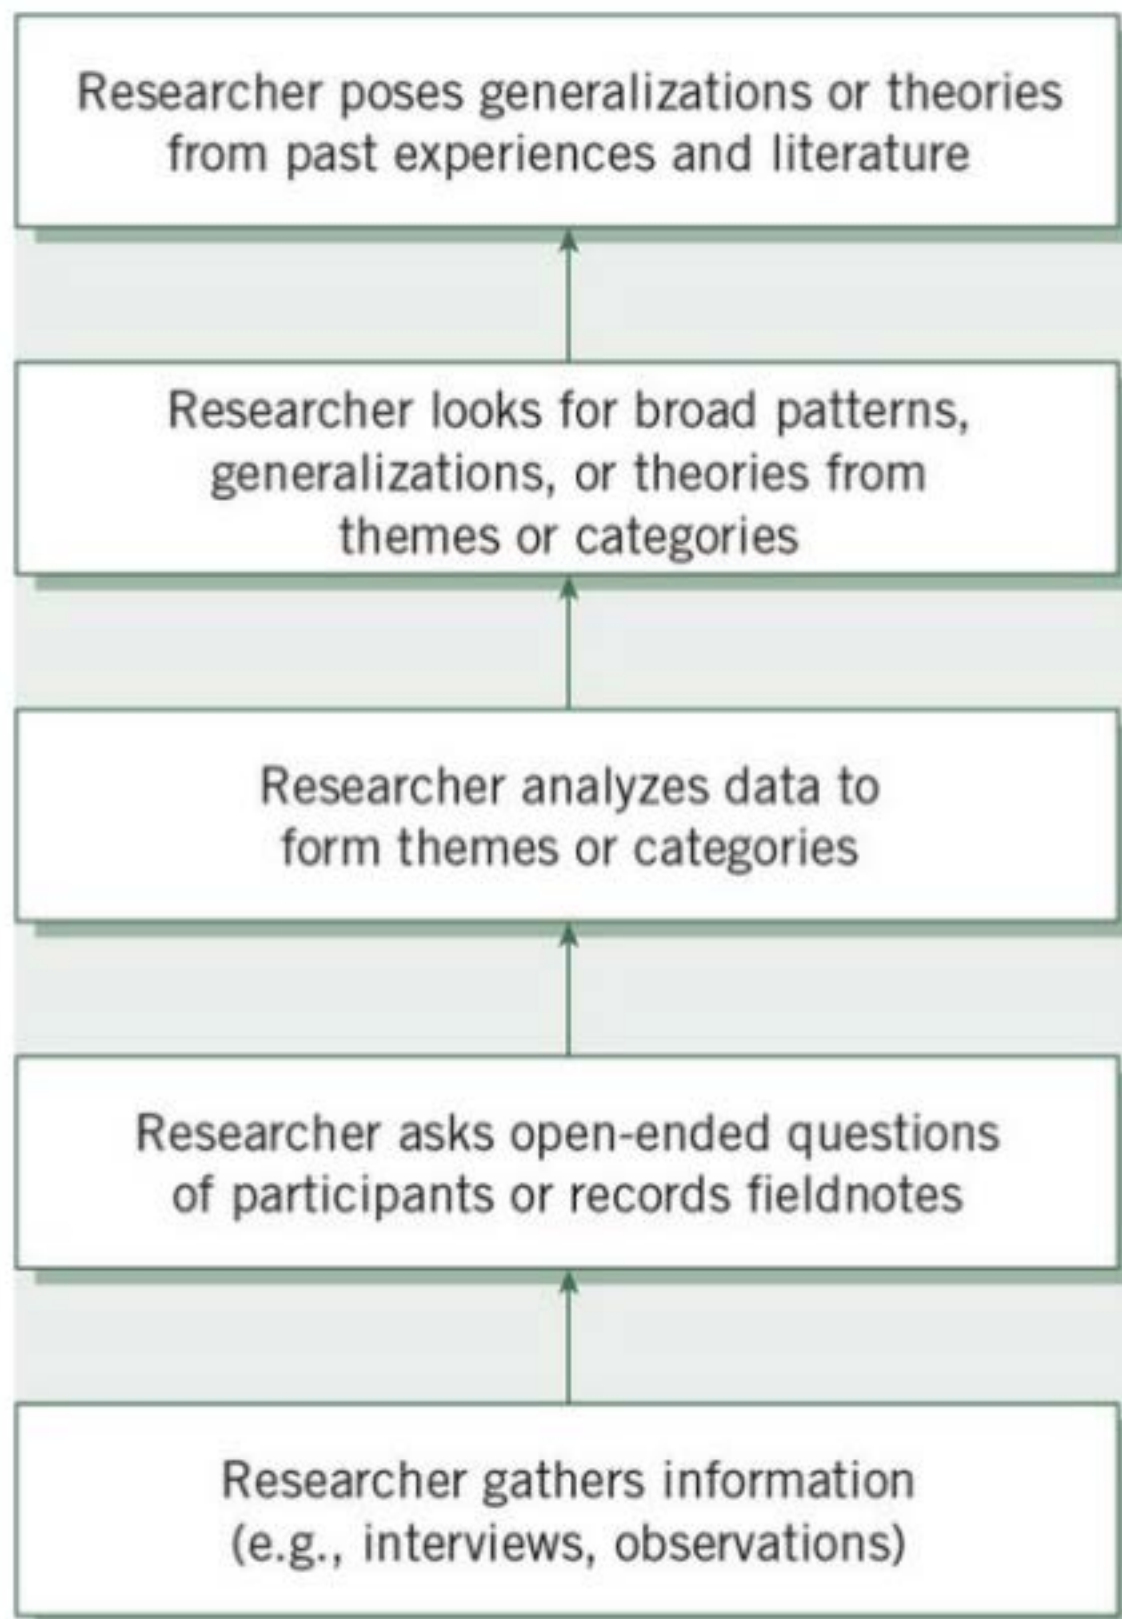 Researcher poses generalizations or theories
from past experiences and literature
Researcher looks for broad patterns,
generalizations, or theories from
themes or categories
Researcher analyzes data to
form themes or categories
Researcher asks open-ended questions
of participants or records fieldnotes
Researcher gathers information
(e.g., interviews, observations)